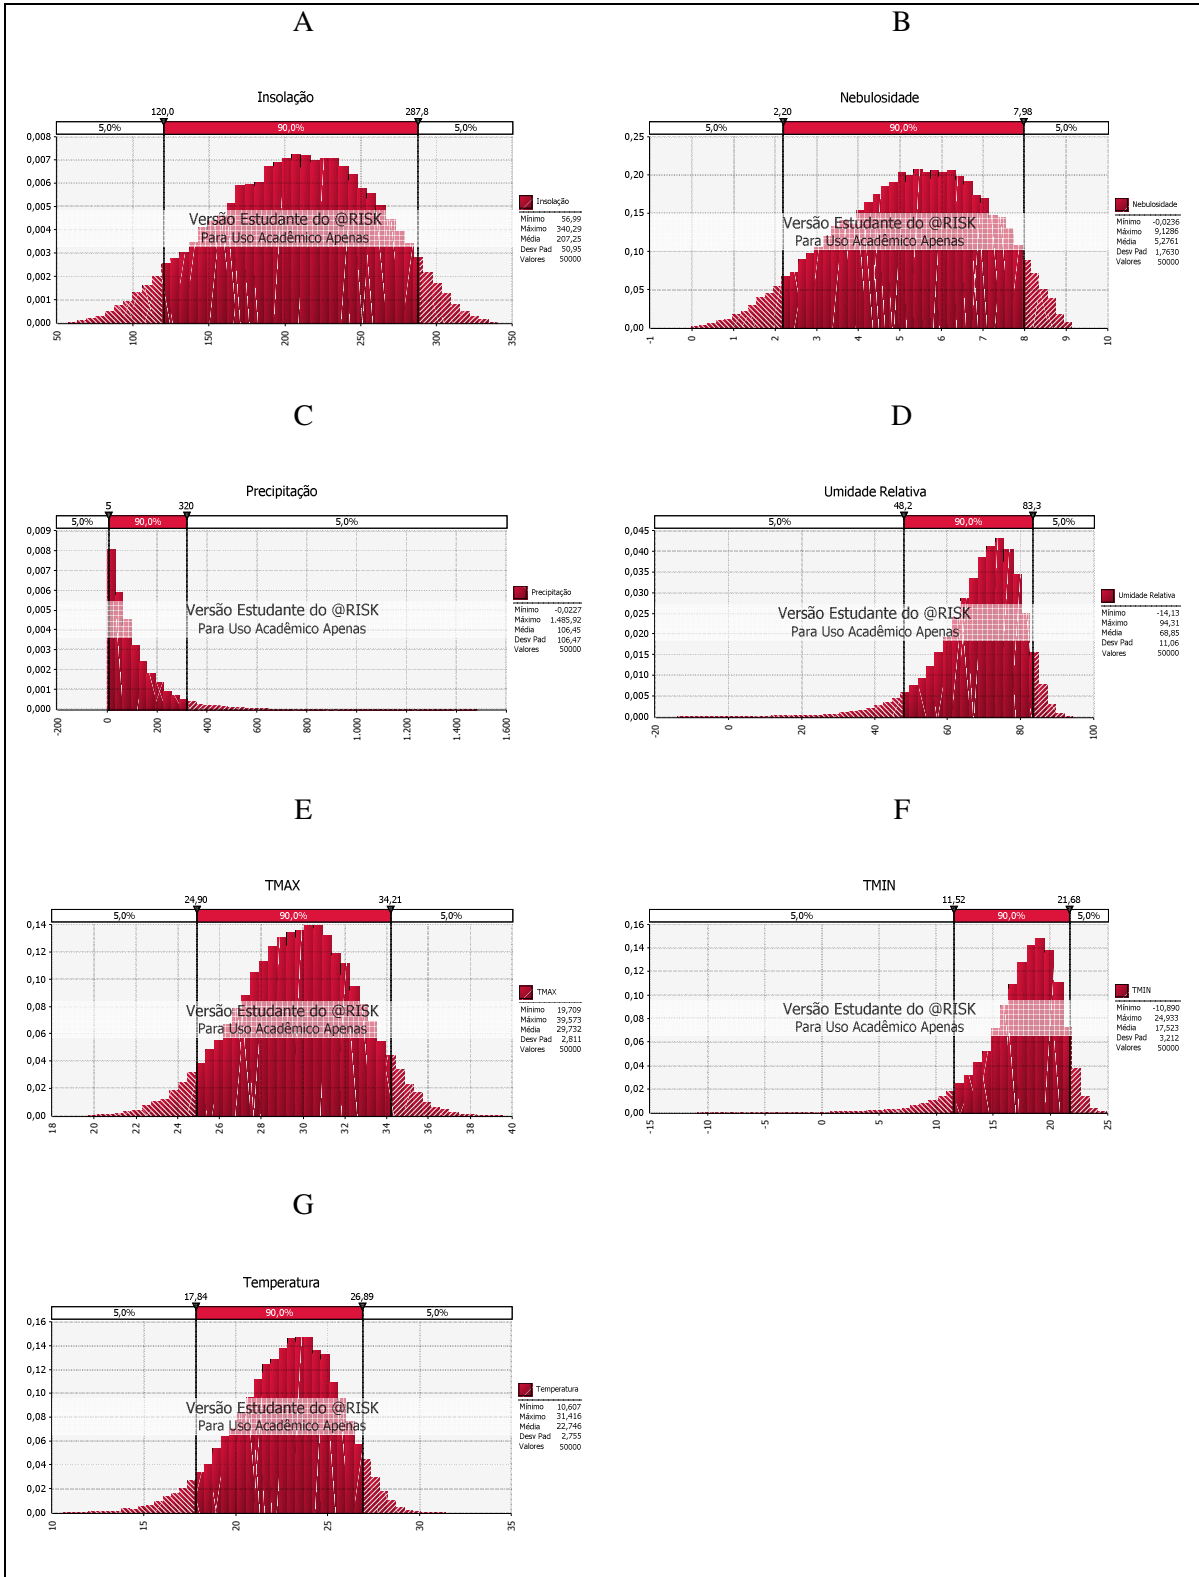 A
B
Insolação
120,0 287,8
5,0% 90,0% 5,0%
0,008
0,007
0,006
0,005
0,004
0,003
0,002
0,001
0,000
50 100 150 200 250 300 350
Versão Estudante do @RISK
Para Uso Acadêmico Apenas
Insolação
Mínimo 56,99
Máximo 340,29
Média 207,25
Desv Pad 50,95
Valores 50000
Nebulosidade
2,20 7,98
5,0% 90,0% 5,0%
0,25
0,20
0,15
0,10
0,05
0,00
-1 0 1 2 3 4 5 6 7 8 9 10
Versão Estudante do @RISK
Para Uso Acadêmico Apenas
Nebulosidade
Mínimo -0,0236
Máximo 9,1286
Média 5,2761
Desv Pad 1,7630
Valores 50000
C
D
Precipitação
5 320
5,0% 90,0% 5,0%
0,009
0,008
0,007
0,006
0,005
0,004
0,003
0,002
0,001
0,000
-200 0 200 400 600 800 1.000 1.200 1.400 1.600
Versão Estudante do @RISK
Para Uso Acadêmico Apenas
Precipitação
Mínimo -0,0227
Máximo 1.485,92
Média 106,45
Desv Pad 106,47
Valores 50000
Umidade Relativa
48,2 83,3
5,0% 90,0% 5,0%
0,045
0,040
0,035
0,030
0,025
0,020
0,015
0,010
0,005
0,000
-20 0 20 40 60 80 100
Versão Estudante do @RISK
Para Uso Acadêmico Apenas
Umidade Relativa
Mínimo -14,13
Máximo 94,31
Média 68,85
Desv Pad 11,06
Valores 50000
E
F
TMAX
24,90 34,21
5,0% 90,0% 5,0%
0,14
0,12
0,10
0,08
0,06
0,04
0,02
0,00
18 20 22 24 26 28 30 32 34 36 38 40
Versão Estudante do @RISK
Para Uso Acadêmico Apenas
TMAX
Mínimo 19,709
Máximo 39,573
Média 29,732
Desv Pad 2,811
Valores 50000
TMIN
11,52 21,68
5,0% 90,0% 5,0%
0,16
0,14
0,12
0,10
0,08
0,06
0,04
0,02
0,00
-15 -10 -5 0 5 10 15 20 25
Versão Estudante do @RISK
Para Uso Acadêmico Apenas
TMIN
Mínimo -10,890
Máximo 24,933
Média 17,523
Desv Pad 3,212
Valores 50000
G
Temperatura
17,84 26,89
5,0% 90,0% 5,0%
0,16
0,14
0,12
0,10
0,08
0,06
0,04
0,02
0,00
10 15 20 25 30 35
Versão Estudante do @RISK
Para Uso Acadêmico Apenas
Temperatura
Mínimo 10,607
Máximo 31,416
Média 22,746
Desv Pad 2,755
Valores 50000